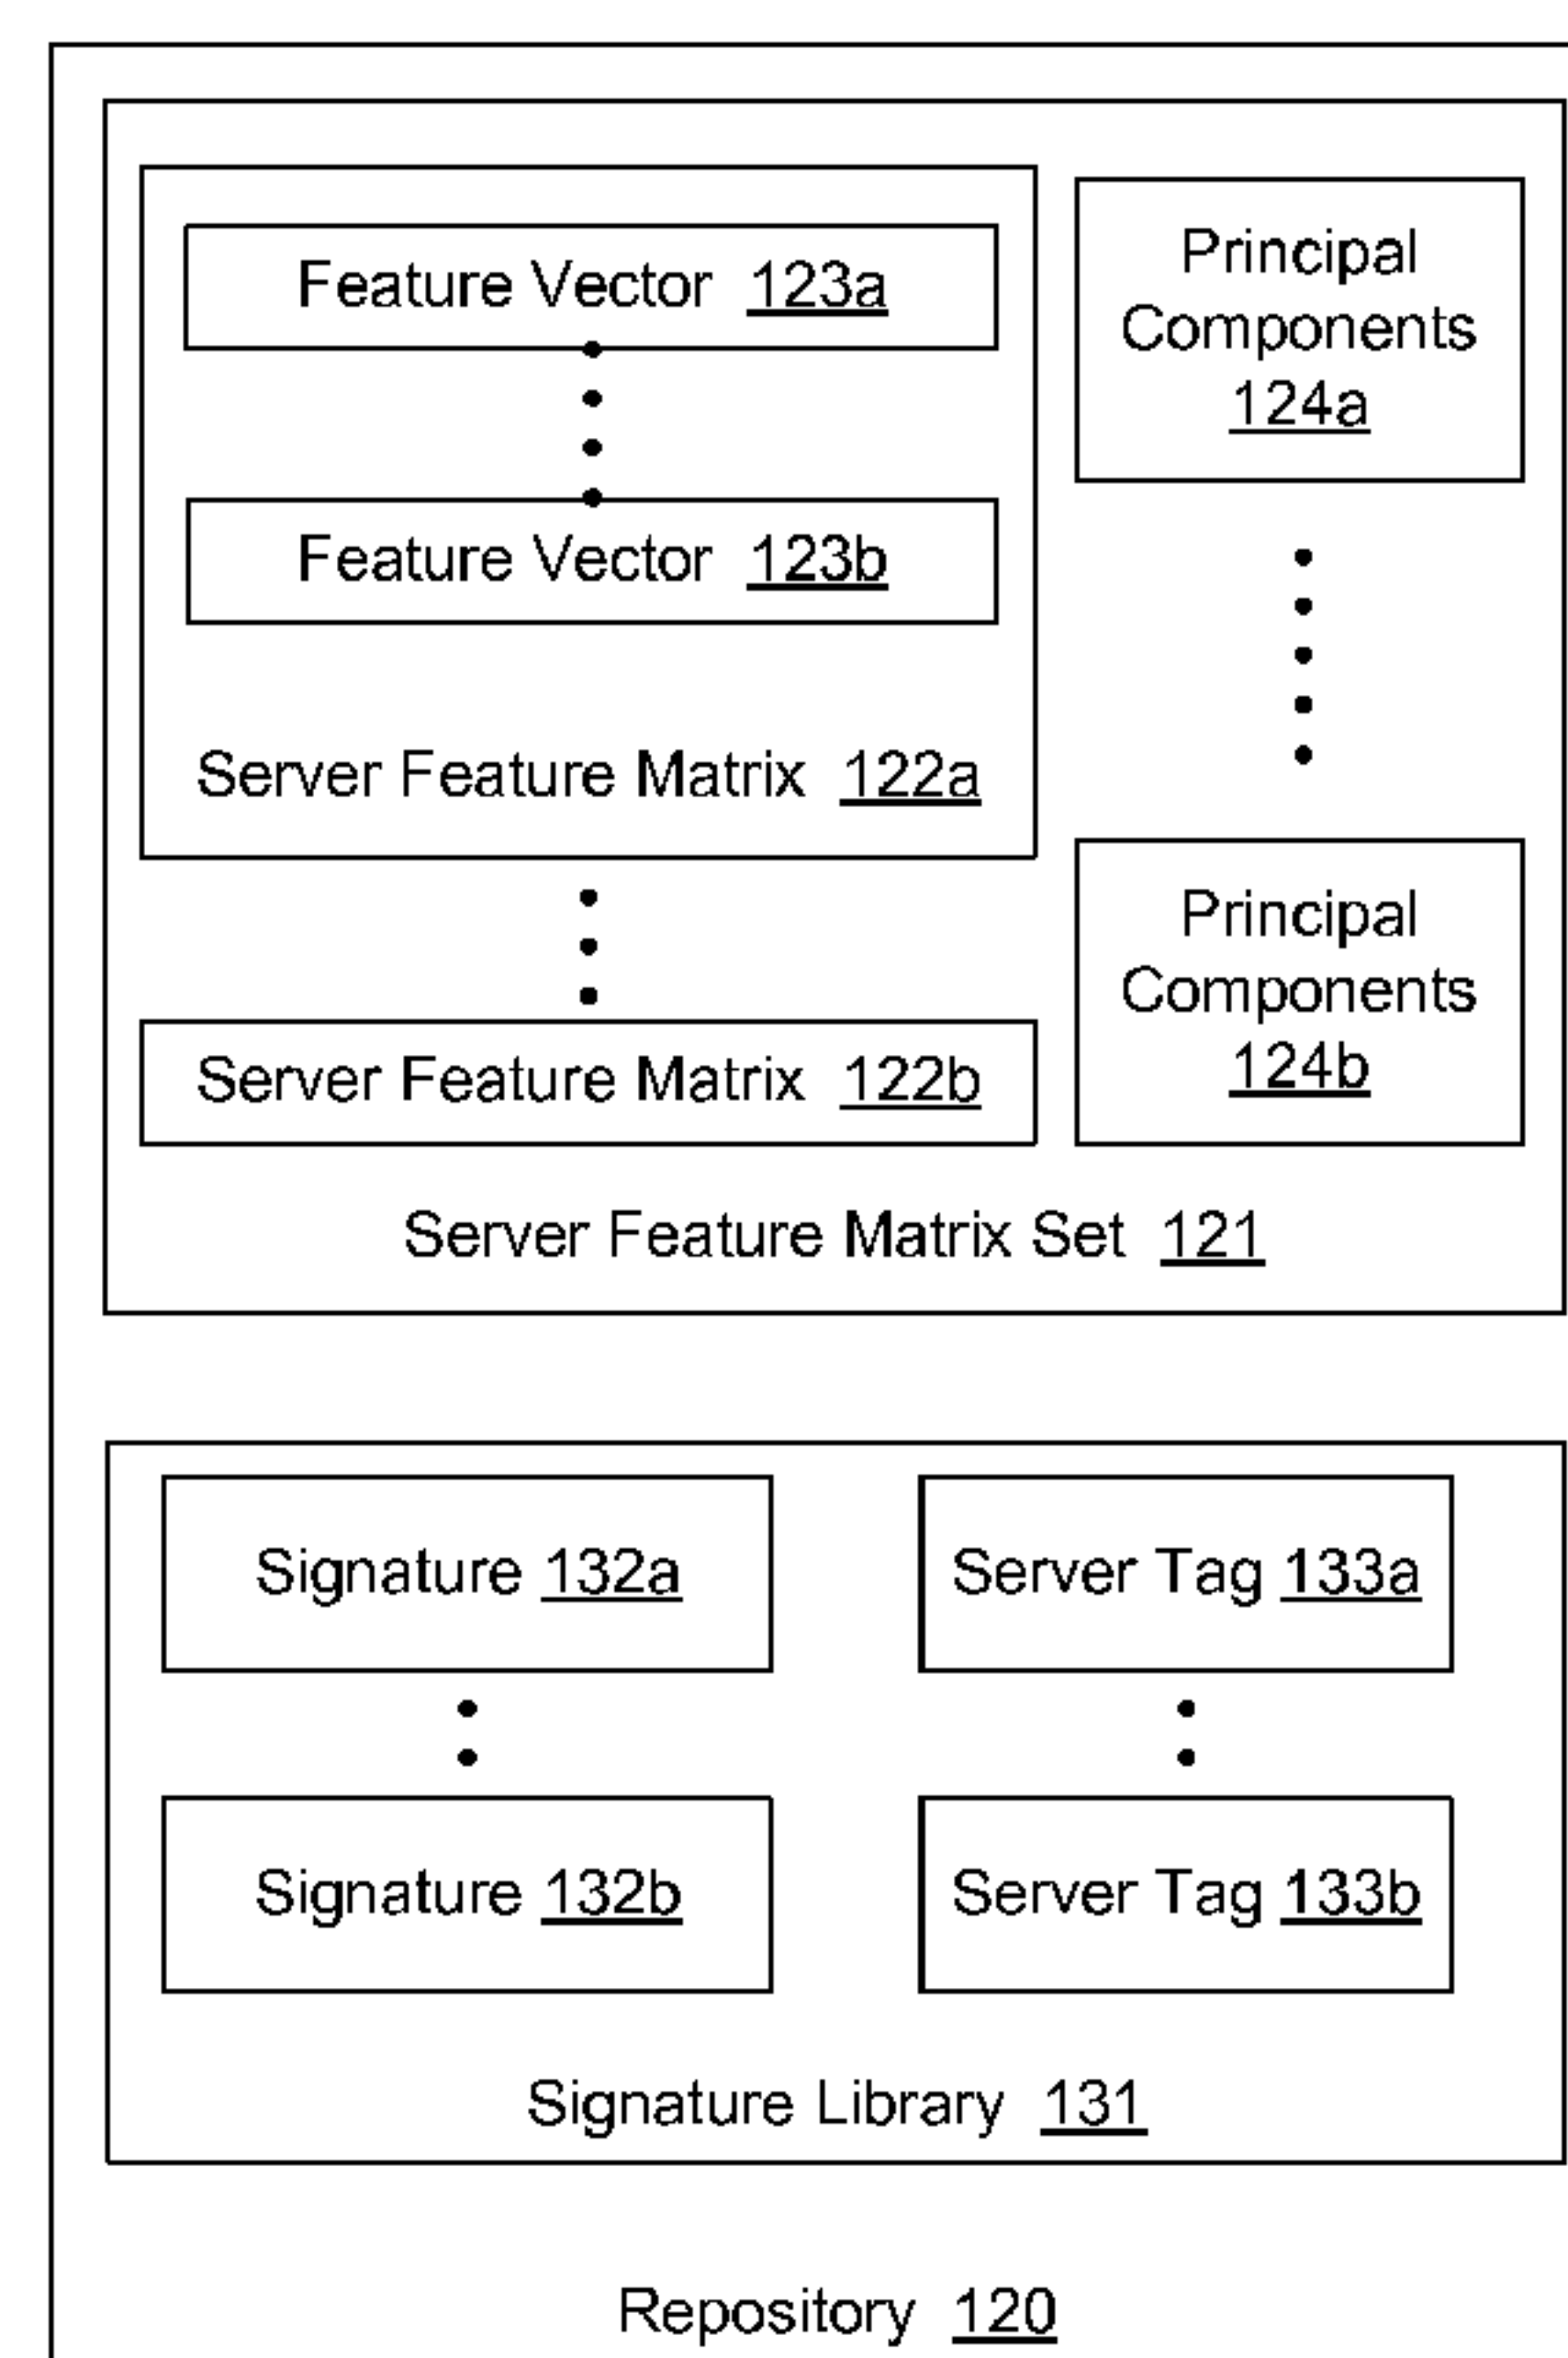 Feature Vector 123a
Feature Vector 123b
Server Feature Matrix 122a
Server Feature Matrix 122b
Principal
Components
124a
Principal
Components
124b
Server Feature Matrix Set 121
Signature 132a
Server Tag 133a
Signature 132b
Server Tag 133b
Signature Library 131
Repository 120